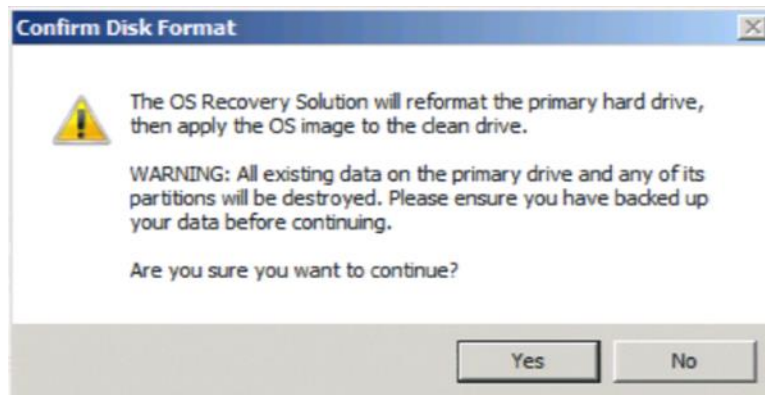 Confirm Disk Format
The OS Recovery Solution will reformat the primary hard drive,
then apply the OS image to the clean drive.
WARNING: All existing data on the primary drive and any of its
partitions will be destroyed. Please ensure you have backed up
your data before continuing.
Are you sure you want to continue?
Yes No